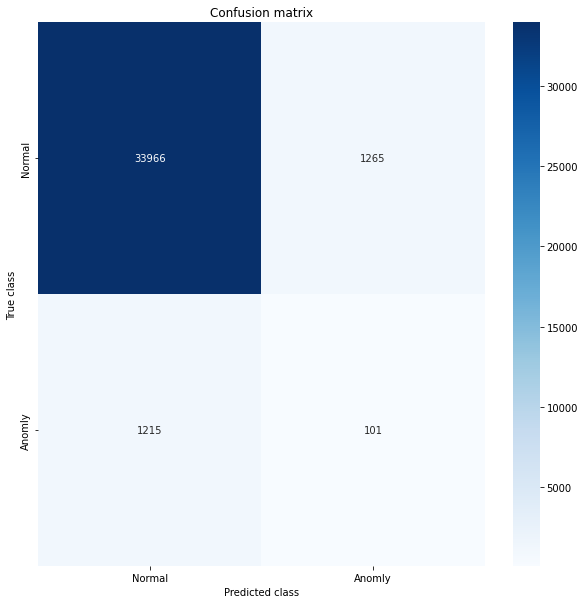 Confusion matrix
True class
Normal
33966
1265
Anomly
1215
101
Normal
Anomly
Predicted class
30000
25000
20000
15000
10000
5000